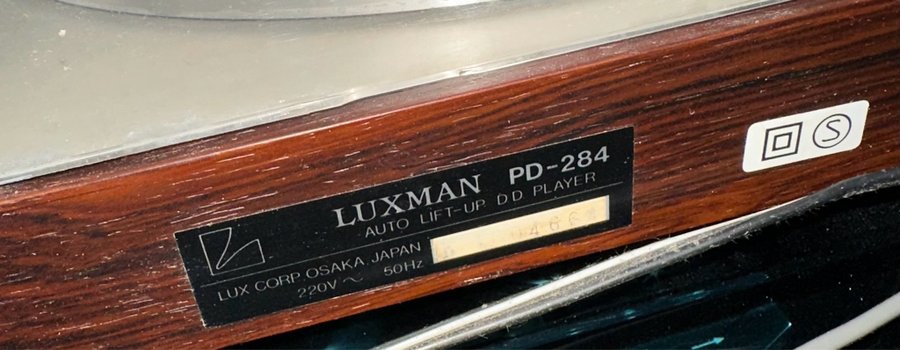 LUXMAN PD-284
AUTO LIFT-UP DD PLAYER
LUX CORP OSAKA, JAPAN
220V ~ 50Hz
S